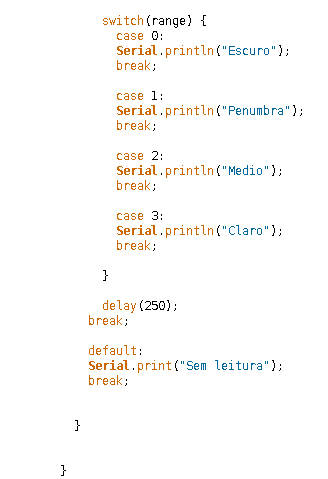 switch(range) {
case 0:
Serial.println("Escuro");
break;
case 1:
Serial.println("Penumbra");
break;
case 2:
Serial.println("Medio");
break;
case 3:
Serial.println("Claro");
break;
}
delay(250);
break;
default:
Serial.print("Sem leitura");
break;
}
}